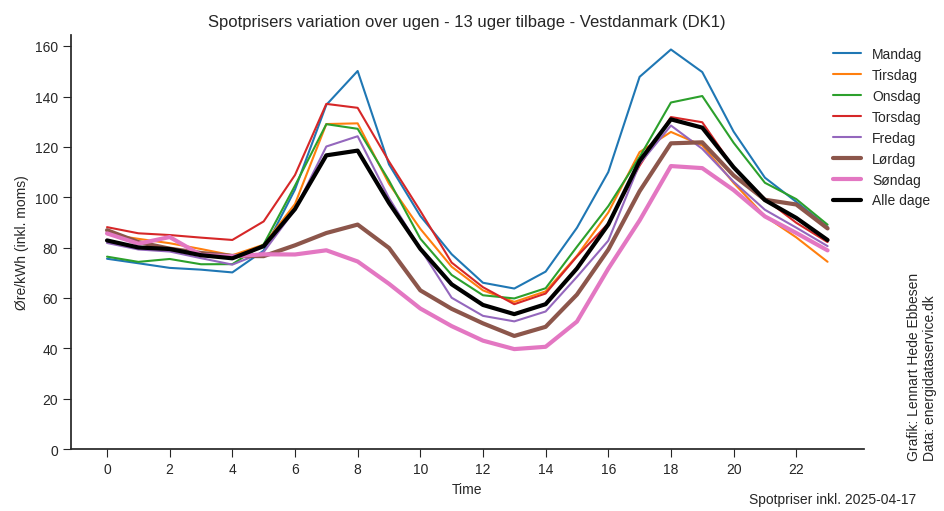 Spotprisers variation over ugen - 13 uger tilbage - Vestdanmark (DK1)
Øre/kWh (inkl. moms)
160
140
120
100
80
60
40
20
0
0 2 4 6 8 10 12 14 16 18 20 22
Time
Mandag
Tirsdag
Onsdag
Torsdag
Fredag
Lørdag
Søndag
Alle dage
Grafik: Lennart Hede Ebbesen
Data: energidataservice.dk
Spotpriser inkl. 2025-04-17